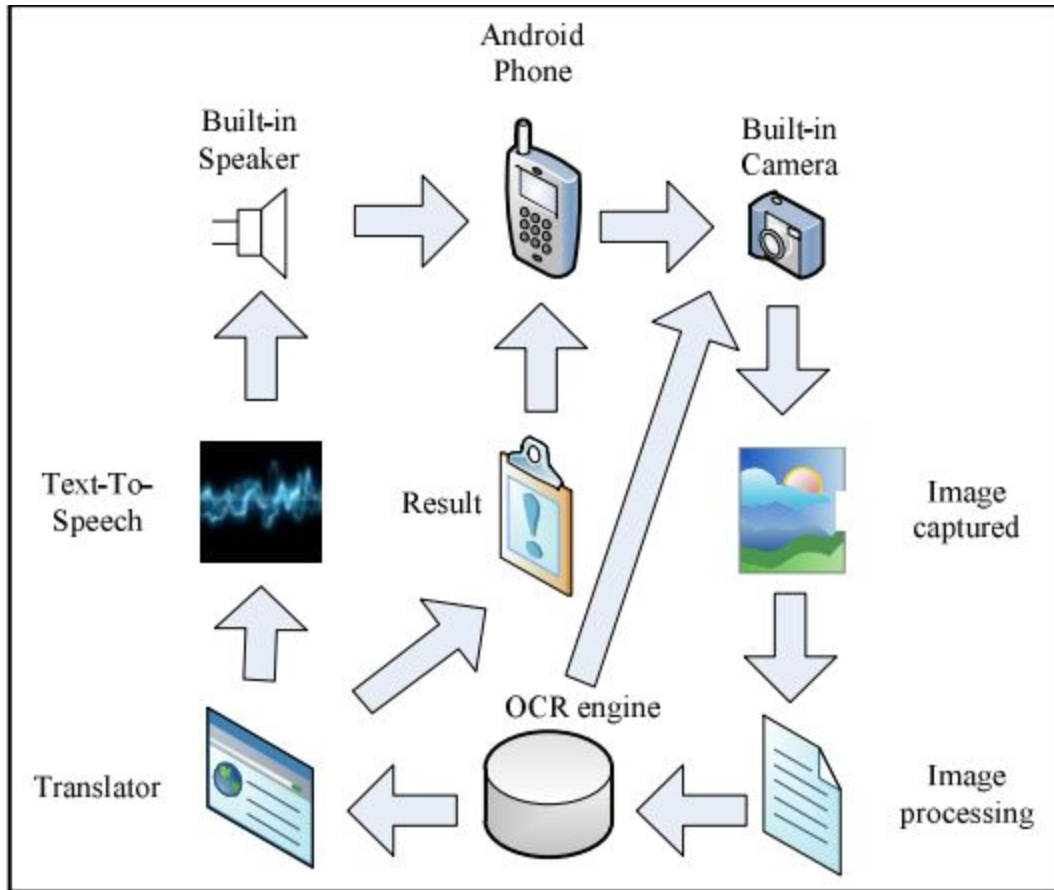 Android
Phone
Built-in
Speaker
Built-in
Camera
Text-To-
Speech
Result
Image
captured
OCR engine
Translator
Image
processing